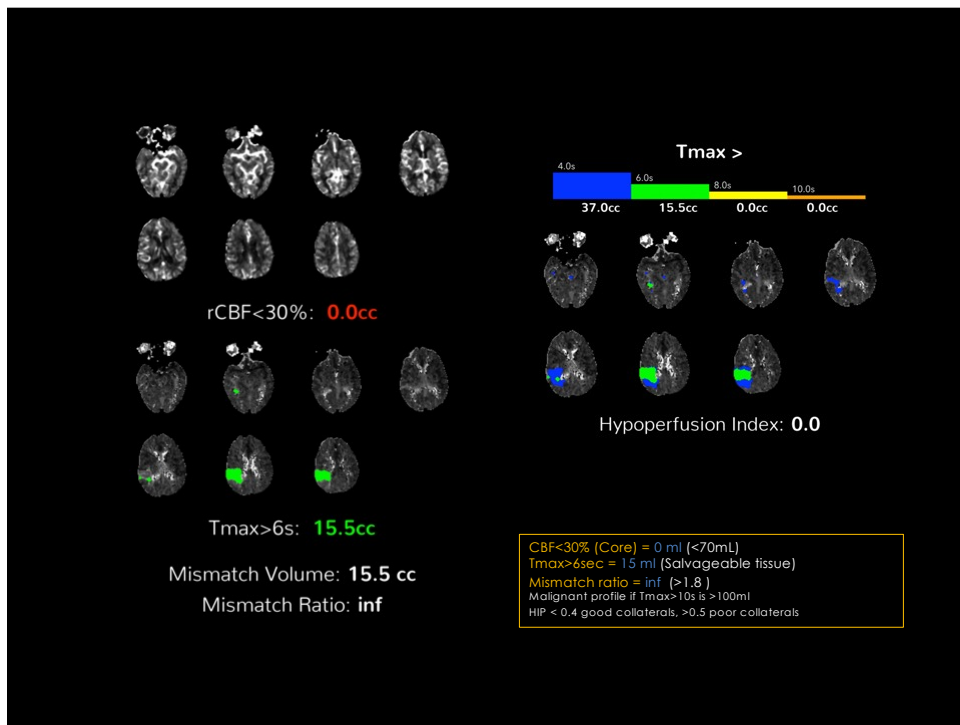 rCBF<30%: 0.0cc
Tmax>6s: 15.5cc
Mismatch Volume: 15.5 cc
Mismatch Ratio: inf
Tmax >
4.0s
6.0s
8.0s
10.0s
37.0cc 15.5cc 0.0cc 0.0cc
Hypoperfusion Index: 0.0
CBF<30% (Core) = 0 ml (<70mL)
Tmax>6sec = 15 ml (Salvageable tissue)
Mismatch ratio = inf (>1.8 )
Malignant profile if Tmax>10s is >100ml
HIP < 0.4 good collaterals, >0.5 poor collaterals